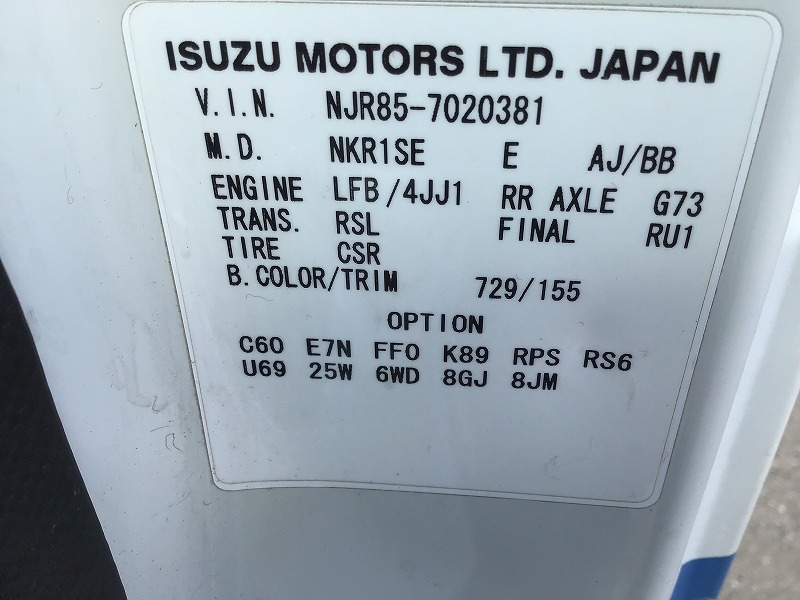 ISUZU MOTORS LTD. JAPAN
V.I.N. NJR85-7020381
M.D. NKR1SE E AJ/BB
ENGINE LFB/4JJ1 RR AXLE G73
TRANS. RSL FINAL RU1
TIRE CSR
B.COLOR/TRIM 729/155
OPTION
C60 E7N FF0 K89 RPS RS6
U69 25W 6WD 8GJ 8JM